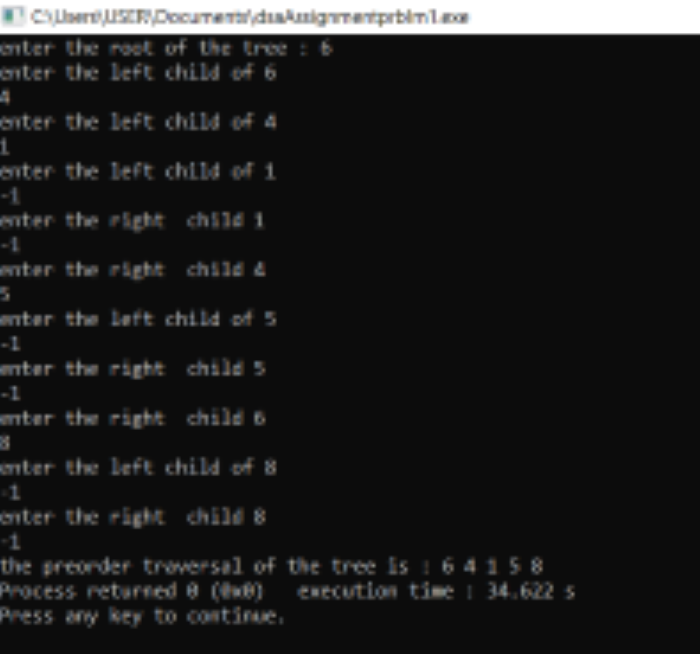 C:\Users\USER\Documents\dsaAssignmentprblm1.exe
enter the root of the tree : 6
enter the left child of 6
4
enter the left child of 4
1
enter the left child of 1
-1
enter the right  child 1
-1
enter the right  child 4
5
enter the left child of 5
-1
enter the right  child 5
-1
enter the right  child 6
8
enter the left child of 8
-1
enter the right  child 8
-1
the preorder traversal of the tree is : 6 4 1 5 8
Process returned 0 (0x0)   execution time : 34.622 s
Press any key to continue.